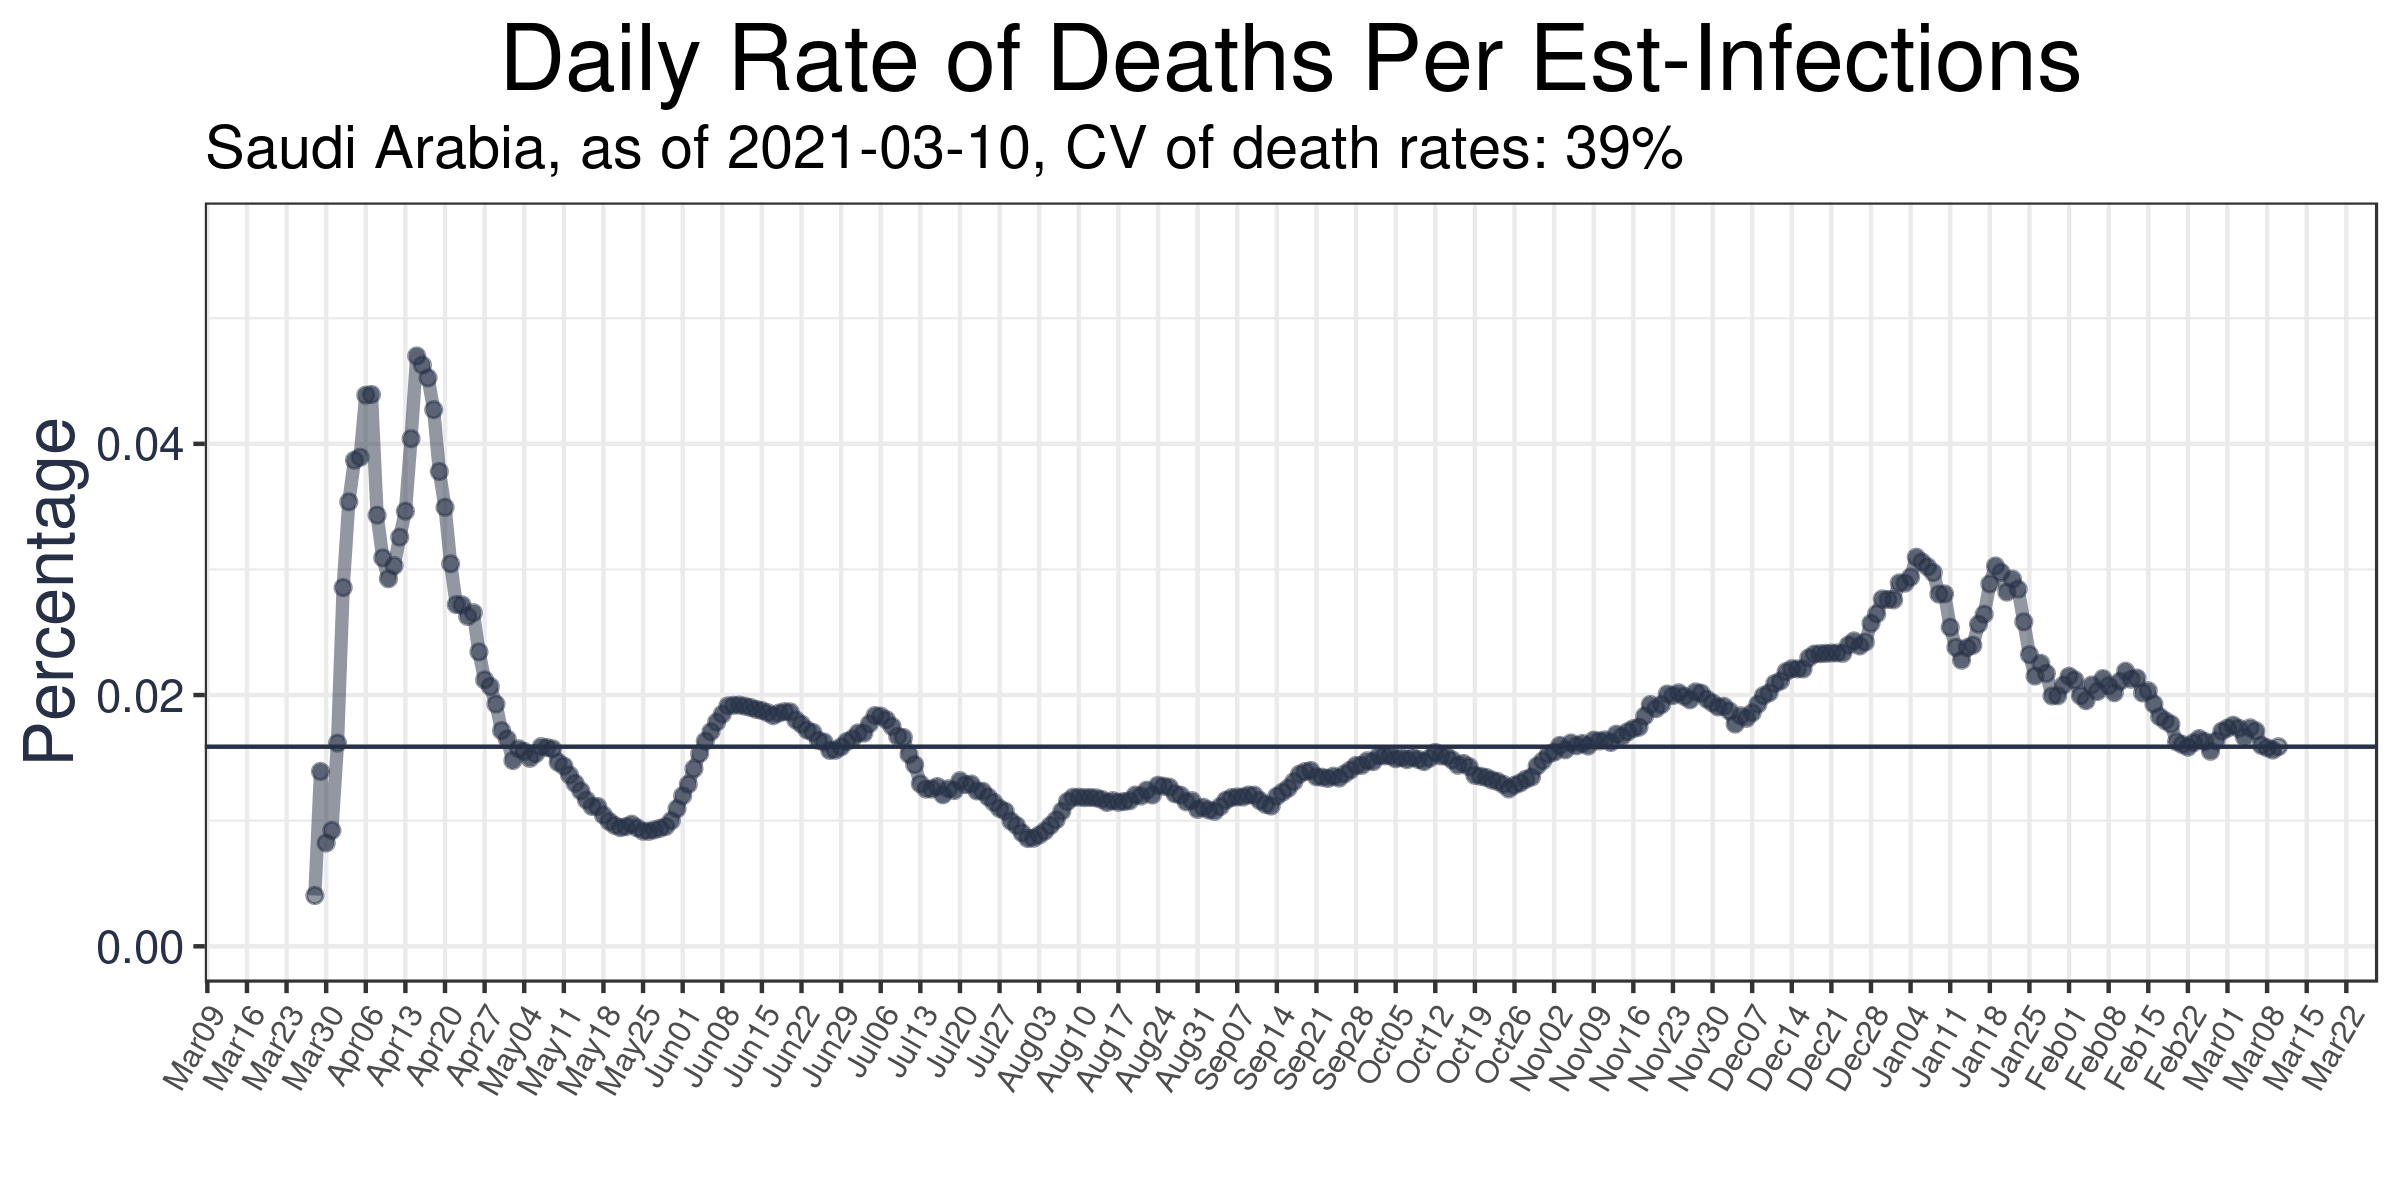 Daily Rate of Deaths Per Est-Infections
Saudi Arabia, as of 2021-03-10, CV of death rates: 39%
Percentage
0.04
0.02
0.00
Mar09
Mar16
Mar23
Mar30
Apr06
Apr13
Apr20
Apr27
May04
May11
May18
May25
Jun01
Jun08
Jun15
Jun22
Jun29
Jul06
Jul13
Jul20
Jul27
Aug03
Aug10
Aug17
Aug24
Aug31
Sep07
Sep14
Sep21
Sep28
Oct05
Oct12
Oct19
Oct26
Nov02
Nov09
Nov16
Nov23
Nov30
Dec07
Dec14
Dec21
Dec28
Jan04
Jan11
Jan18
Jan25
Feb01
Feb08
Feb15
Feb22
Mar01
Mar08
Mar15
Mar22